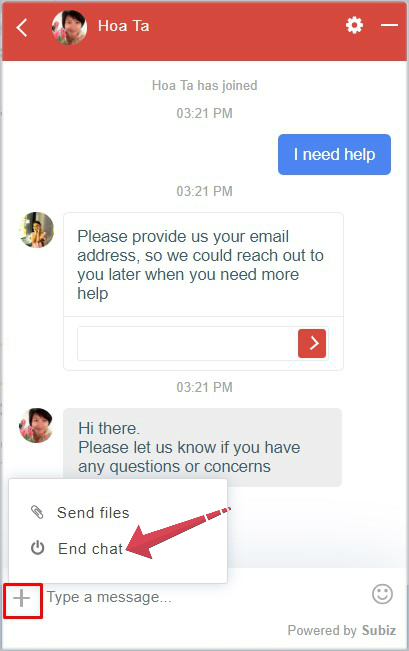 Hoa Ta
Hoa Ta has joined
03:21 PM
I need help
03:21 PM
Please provide us your email
address, so we could reach out to
you later when you need more
help
03:21 PM
Hi there.
Please let us know if you have
any questions or concerns
Send files
End chat
Type a message...
Powered by Subiz